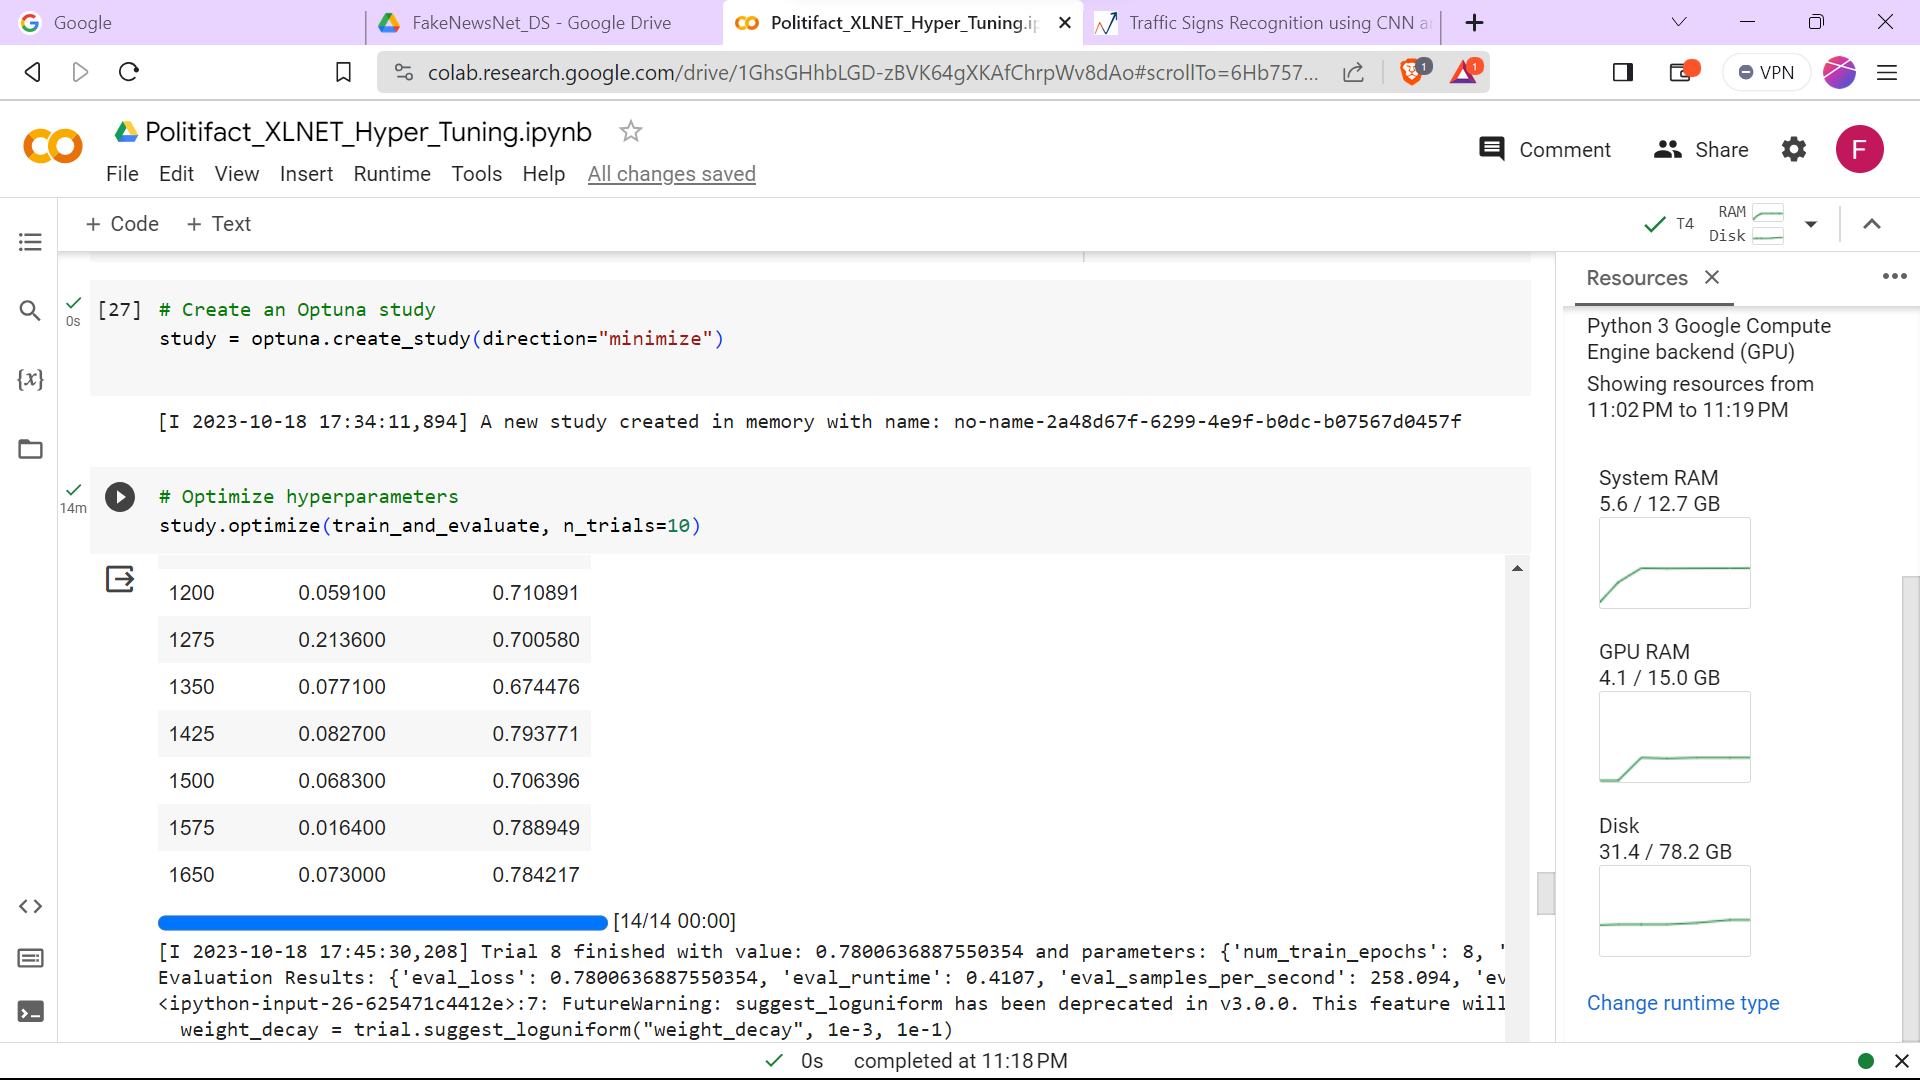 Google
FakeNewsNet_DS - Google Drive
Politifact_XLNET_Hyper_Tuning.ip
Traffic Signs Recognition using CNN a
colab.research.google.com/drive/1GhsGHhbLGD-zBVK64gXKAfChrpWv8dAo#scrollTo=6Hb757...
1
1
VPN
Politifact_XLNET_Hyper_Tuning.ipynb
Comment
Share
F
File Edit View Insert Runtime Tools Help All changes saved
+ Code + Text
T4
RAM
Disk
[27] # Create an Optuna study
0s
study = optuna.create_study(direction="minimize")
{x}
[I 2023-10-18 17:34:11,894] A new study created in memory with name: no-name-2a48d67f-6299-4e9f-b0dc-b07567d0457f
14m
# Optimize hyperparameters
study.optimize(train_and_evaluate, n_trials=10)
1200 0.059100 0.710891
1275 0.213600 0.700580
1350 0.077100 0.674476
1425 0.082700 0.793771
1500 0.068300 0.706396
1575 0.016400 0.788949
1650 0.073000 0.784217
[14/14 00:00]
[I 2023-10-18 17:45:30,208] Trial 8 finished with value: 0.7800636887550354 and parameters: {'num_train_epochs': 8, '
Evaluation Results: {'eval_loss': 0.7800636887550354, 'eval_runtime': 0.4107, 'eval_samples_per_second': 258.094, 'ev
<ipython-input-26-625471c4412e>:7: FutureWarning: suggest_loguniform has been deprecated in v3.0.0. This feature will
weight_decay = trial.suggest_loguniform("weight_decay", 1e-3, 1e-1)
Resources
Python 3 Google Compute
Engine backend (GPU)
Showing resources from
11:02 PM to 11:19 PM
System RAM
5.6 / 12.7 GB
GPU RAM
4.1 / 15.0 GB
Disk
31.4 / 78.2 GB
Change runtime type
0s completed at 11:18 PM